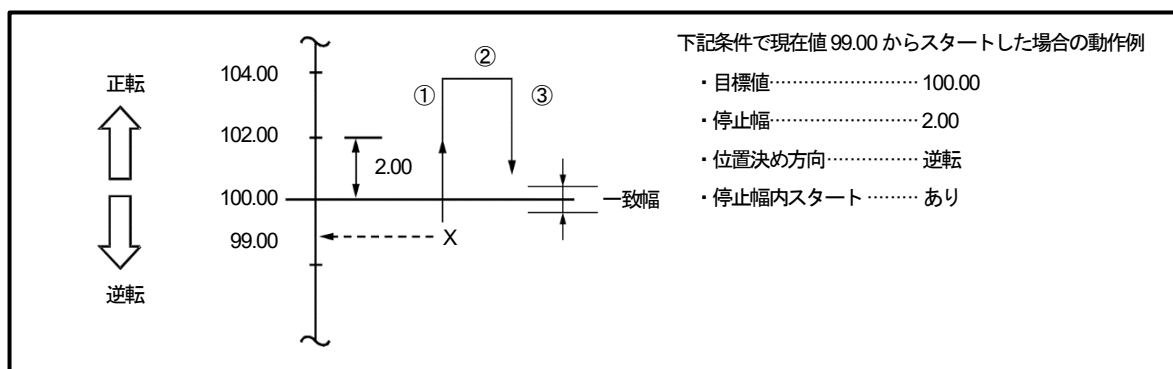 下記条件で現在値 99.00 からスタートした場合の動作例
・目標値…………………… 100.00
・停止幅…………………… 2.00
・位置決め方向…………… 逆転
・停止幅内スタート ……… あり
正転
逆転
104.00
102.00
100.00
99.00
①
②
③
2.00
X
一致幅